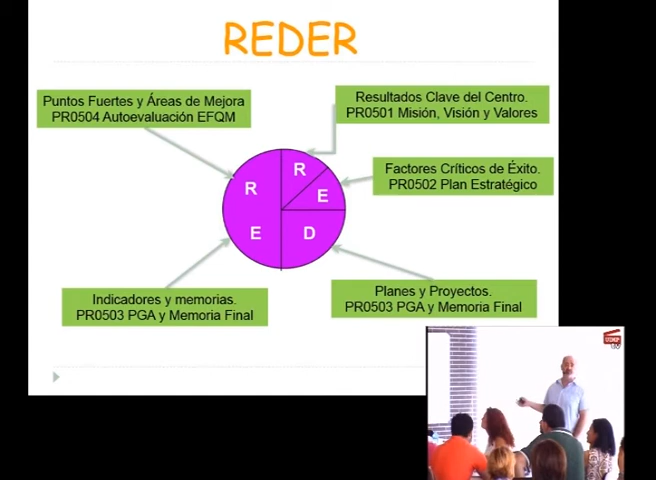 REDER
Puntos Fuertes y Áreas de Mejora
PR0504 Autoevaluación EFQM
Resultados Clave del Centro.
PR0501 Misión, Visión y Valores
Factores Críticos de Éxito.
PR0502 Plan Estratégico
R
R
E
E
D
Indicadores y memorias.
PR0503 PGA y Memoria Final
Planes y Proyectos.
PR0503 PGA y Memoria Final